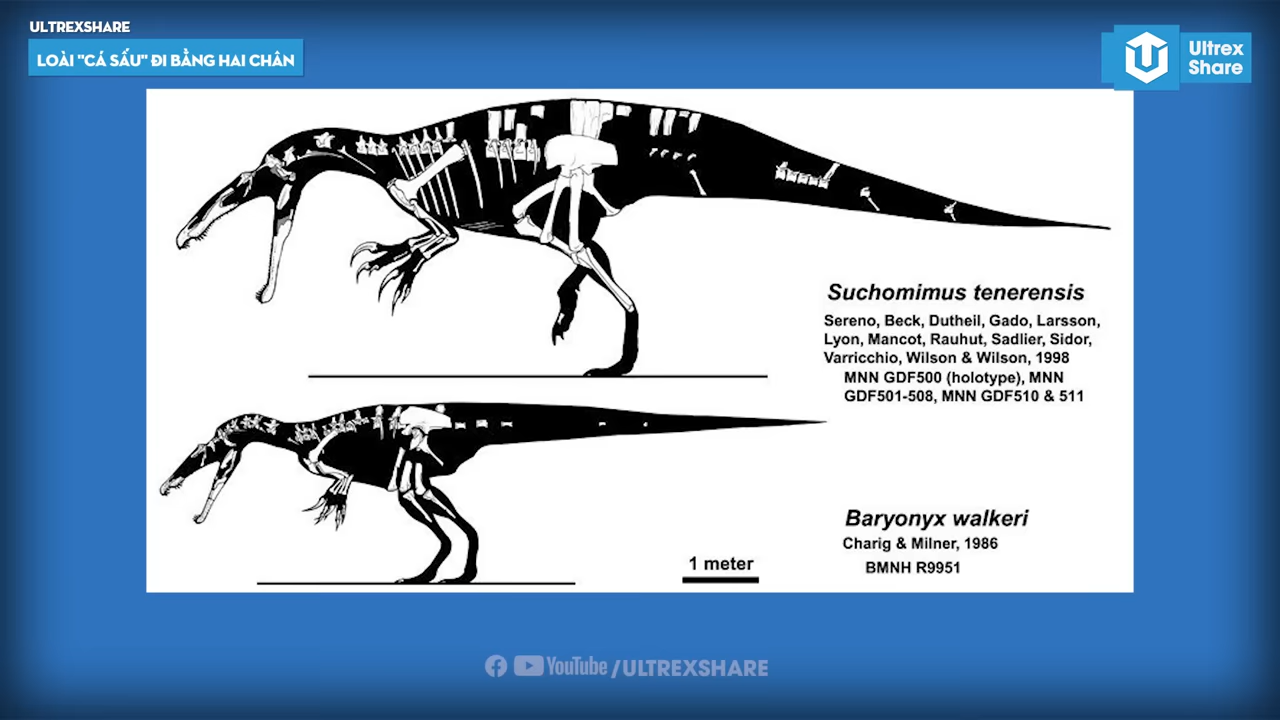 ULTREXSHARE
LOÀI "CÁ SẤU" ĐI BẰNG HAI CHÂN
Ultrex
Share
Suchomimus tenerensis
Sereno, Beck, Dutheil, Gado, Larsson,
Lyon, Mancot, Rauhut, Sadlier, Sidor,
Varricchio, Wilson & Wilson, 1998
MNN GDF500 (holotype), MNN
GDF501-508, MNN GDF510 & 511
Baryonyx walkeri
Charig & Milner, 1986
BMNH R9951
1 meter
YouTube /ULTREXSHARE